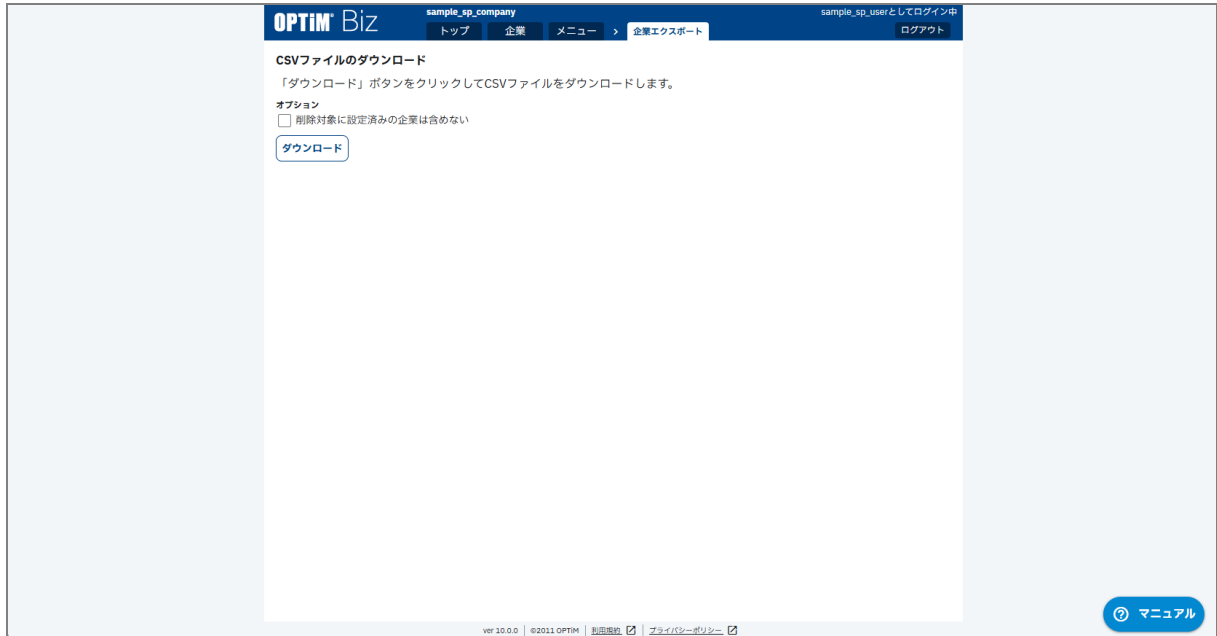 OPTiM Biz
sample_sp_company
sample_sp_userとしてログイン中
トップ 企業 メニュー › 企業エクスポート ログアウト
CSVファイルのダウンロード
「ダウンロード」ボタンをクリックしてCSVファイルをダウンロードします。
オプション
削除対象に設定済みの企業は含めない
ダウンロード
マニュアル
ver 10.0.0 ©2011 OPTiM 利用規約 プライバシーポリシー